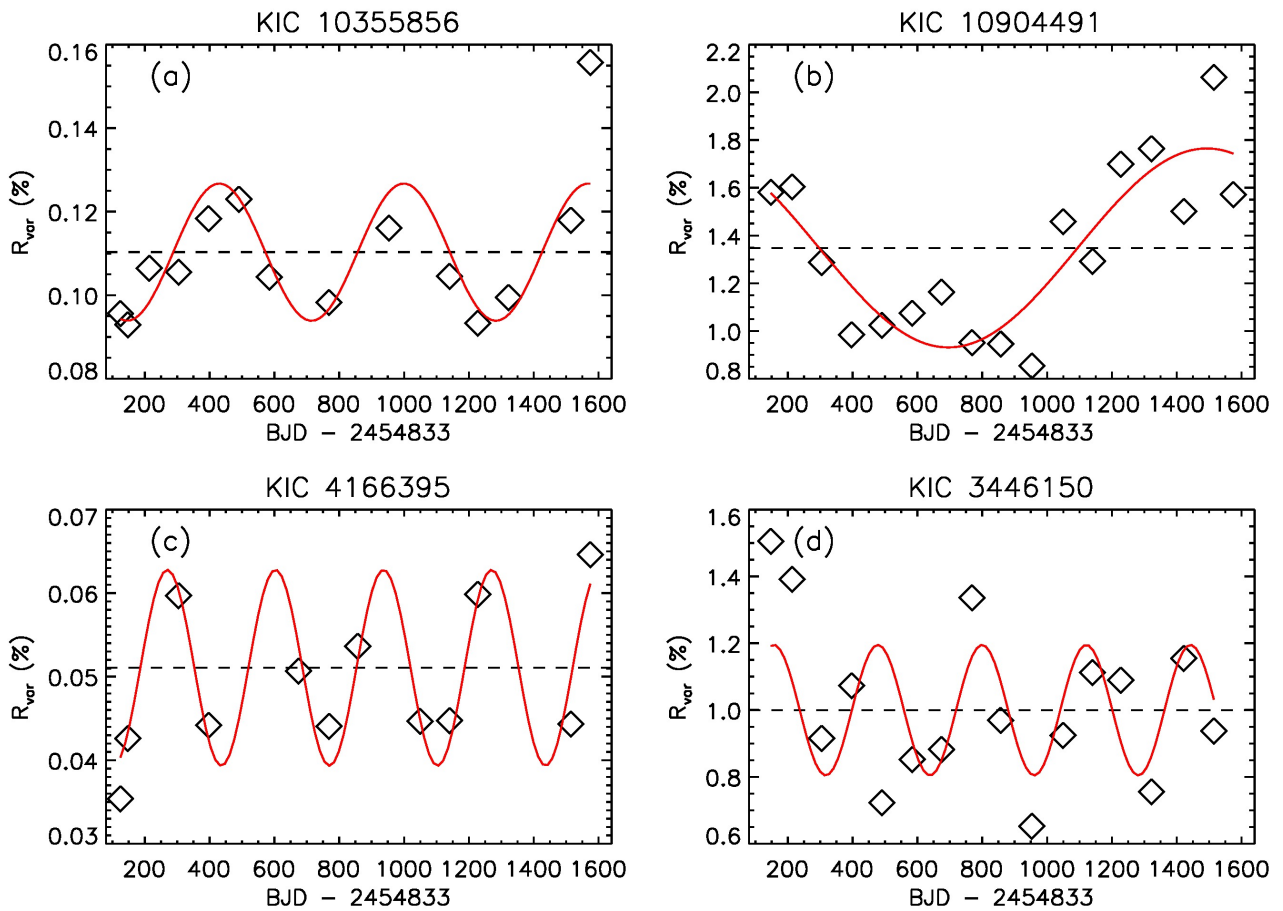 KIC 10355856
(a)
0.16
0.14
0.12
0.10
0.08
R_var (%)
200 400 600 800 1000 1200 1400 1600
BJD - 2454833
KIC 10904491
(b)
2.2
2.0
1.8
1.6
1.4
1.2
1.0
0.8
R_var (%)
200 400 600 800 1000 1200 1400 1600
BJD - 2454833
KIC 4166395
(c)
0.07
0.06
0.05
0.04
0.03
R_var (%)
200 400 600 800 1000 1200 1400 1600
BJD - 2454833
KIC 3446150
(d)
1.6
1.4
1.2
1.0
0.8
0.6
R_var (%)
200 400 600 800 1000 1200 1400 1600
BJD - 2454833